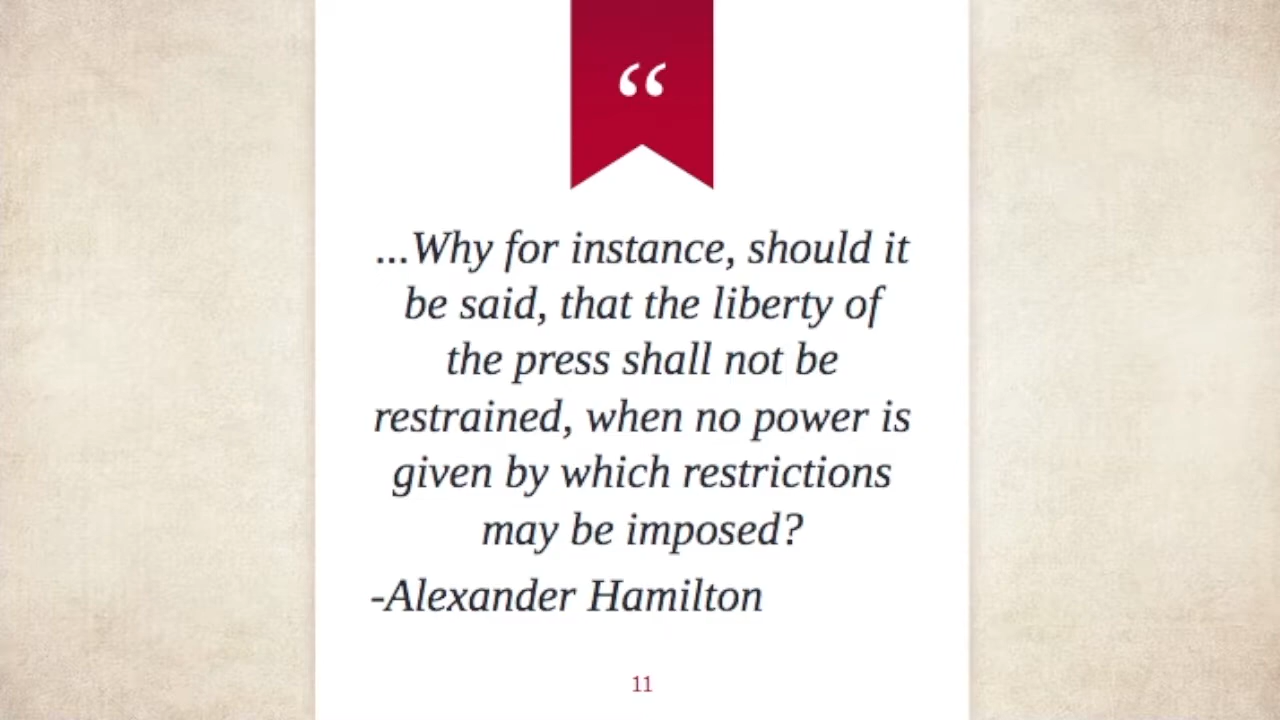 “
...Why for instance, should it
be said, that the liberty of
the press shall not be
restrained, when no power is
given by which restrictions
may be imposed?
-Alexander Hamilton
11